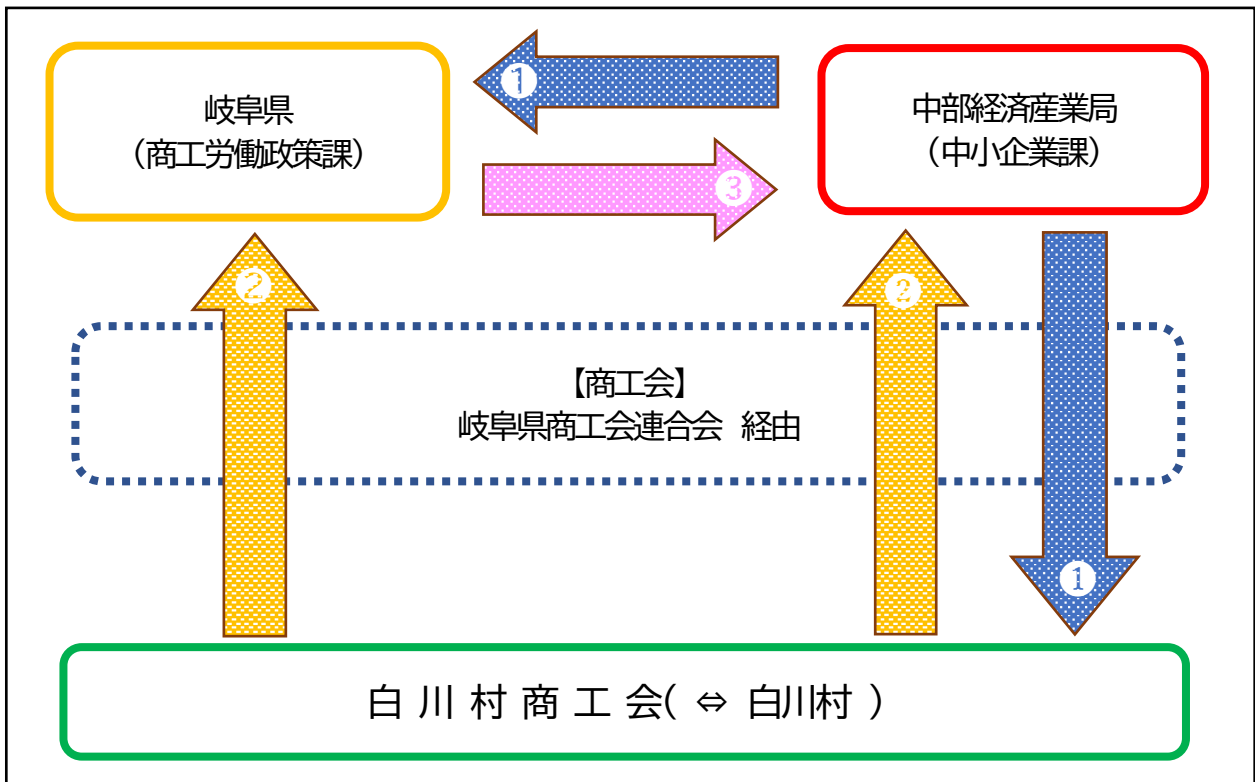 岐阜県
(商工労働政策課)
❶
中部経済産業局
(中小企業課)
❸
❷
❷
【商工会】
岐阜県商工会連合会 経由
❶
白 川 村 商 工 会( ⇔ 白川村 )